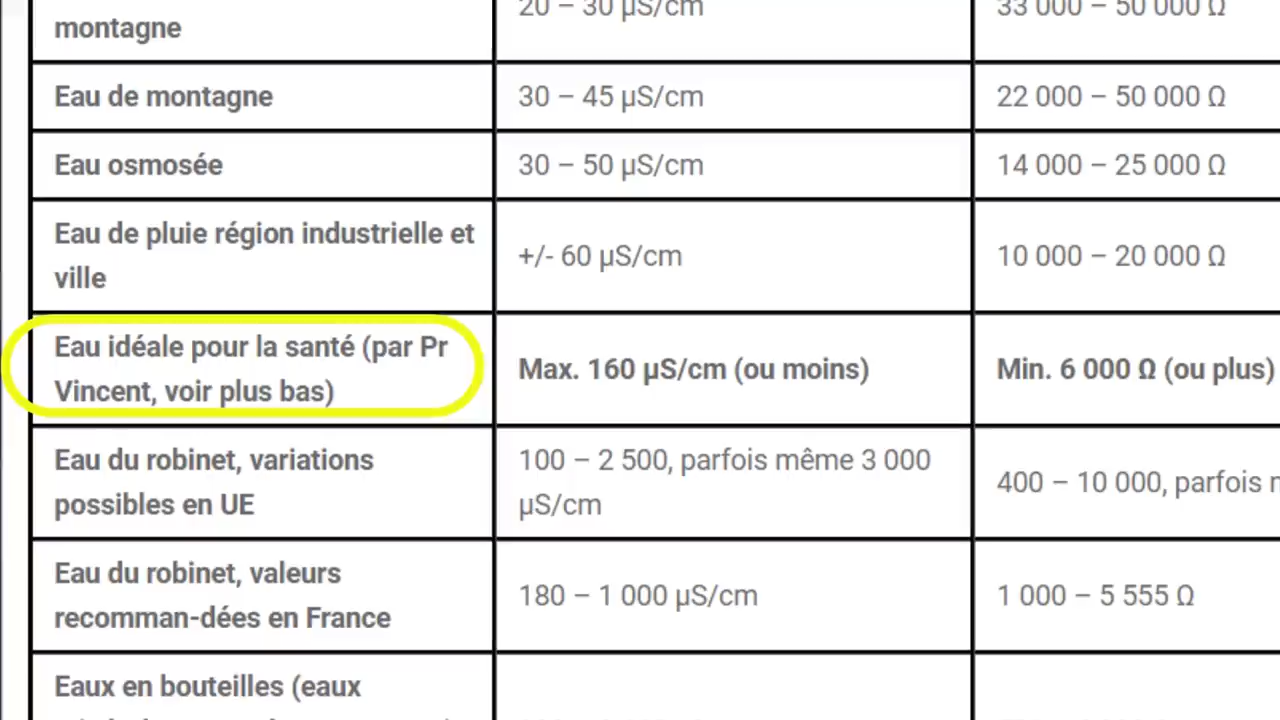 montagne
20 – 30 µS/cm
33 000 – 50 000 Ω
Eau de montagne
30 – 45 µS/cm
22 000 – 50 000 Ω
Eau osmosée
30 – 50 µS/cm
14 000 – 25 000 Ω
Eau de pluie région industrielle et
ville
+/- 60 µS/cm
10 000 – 20 000 Ω
Eau idéale pour la santé (par Pr
Vincent, voir plus bas)
Max. 160 µS/cm (ou moins)
Min. 6 000 Ω (ou plus)
Eau du robinet, variations
possibles en UE
100 – 2 500, parfois même 3 000
µS/cm
400 – 10 000, parfois
Eau du robinet, valeurs
recomman-dées en France
180 – 1 000 µS/cm
1 000 – 5 555 Ω
Eaux en bouteilles (eaux